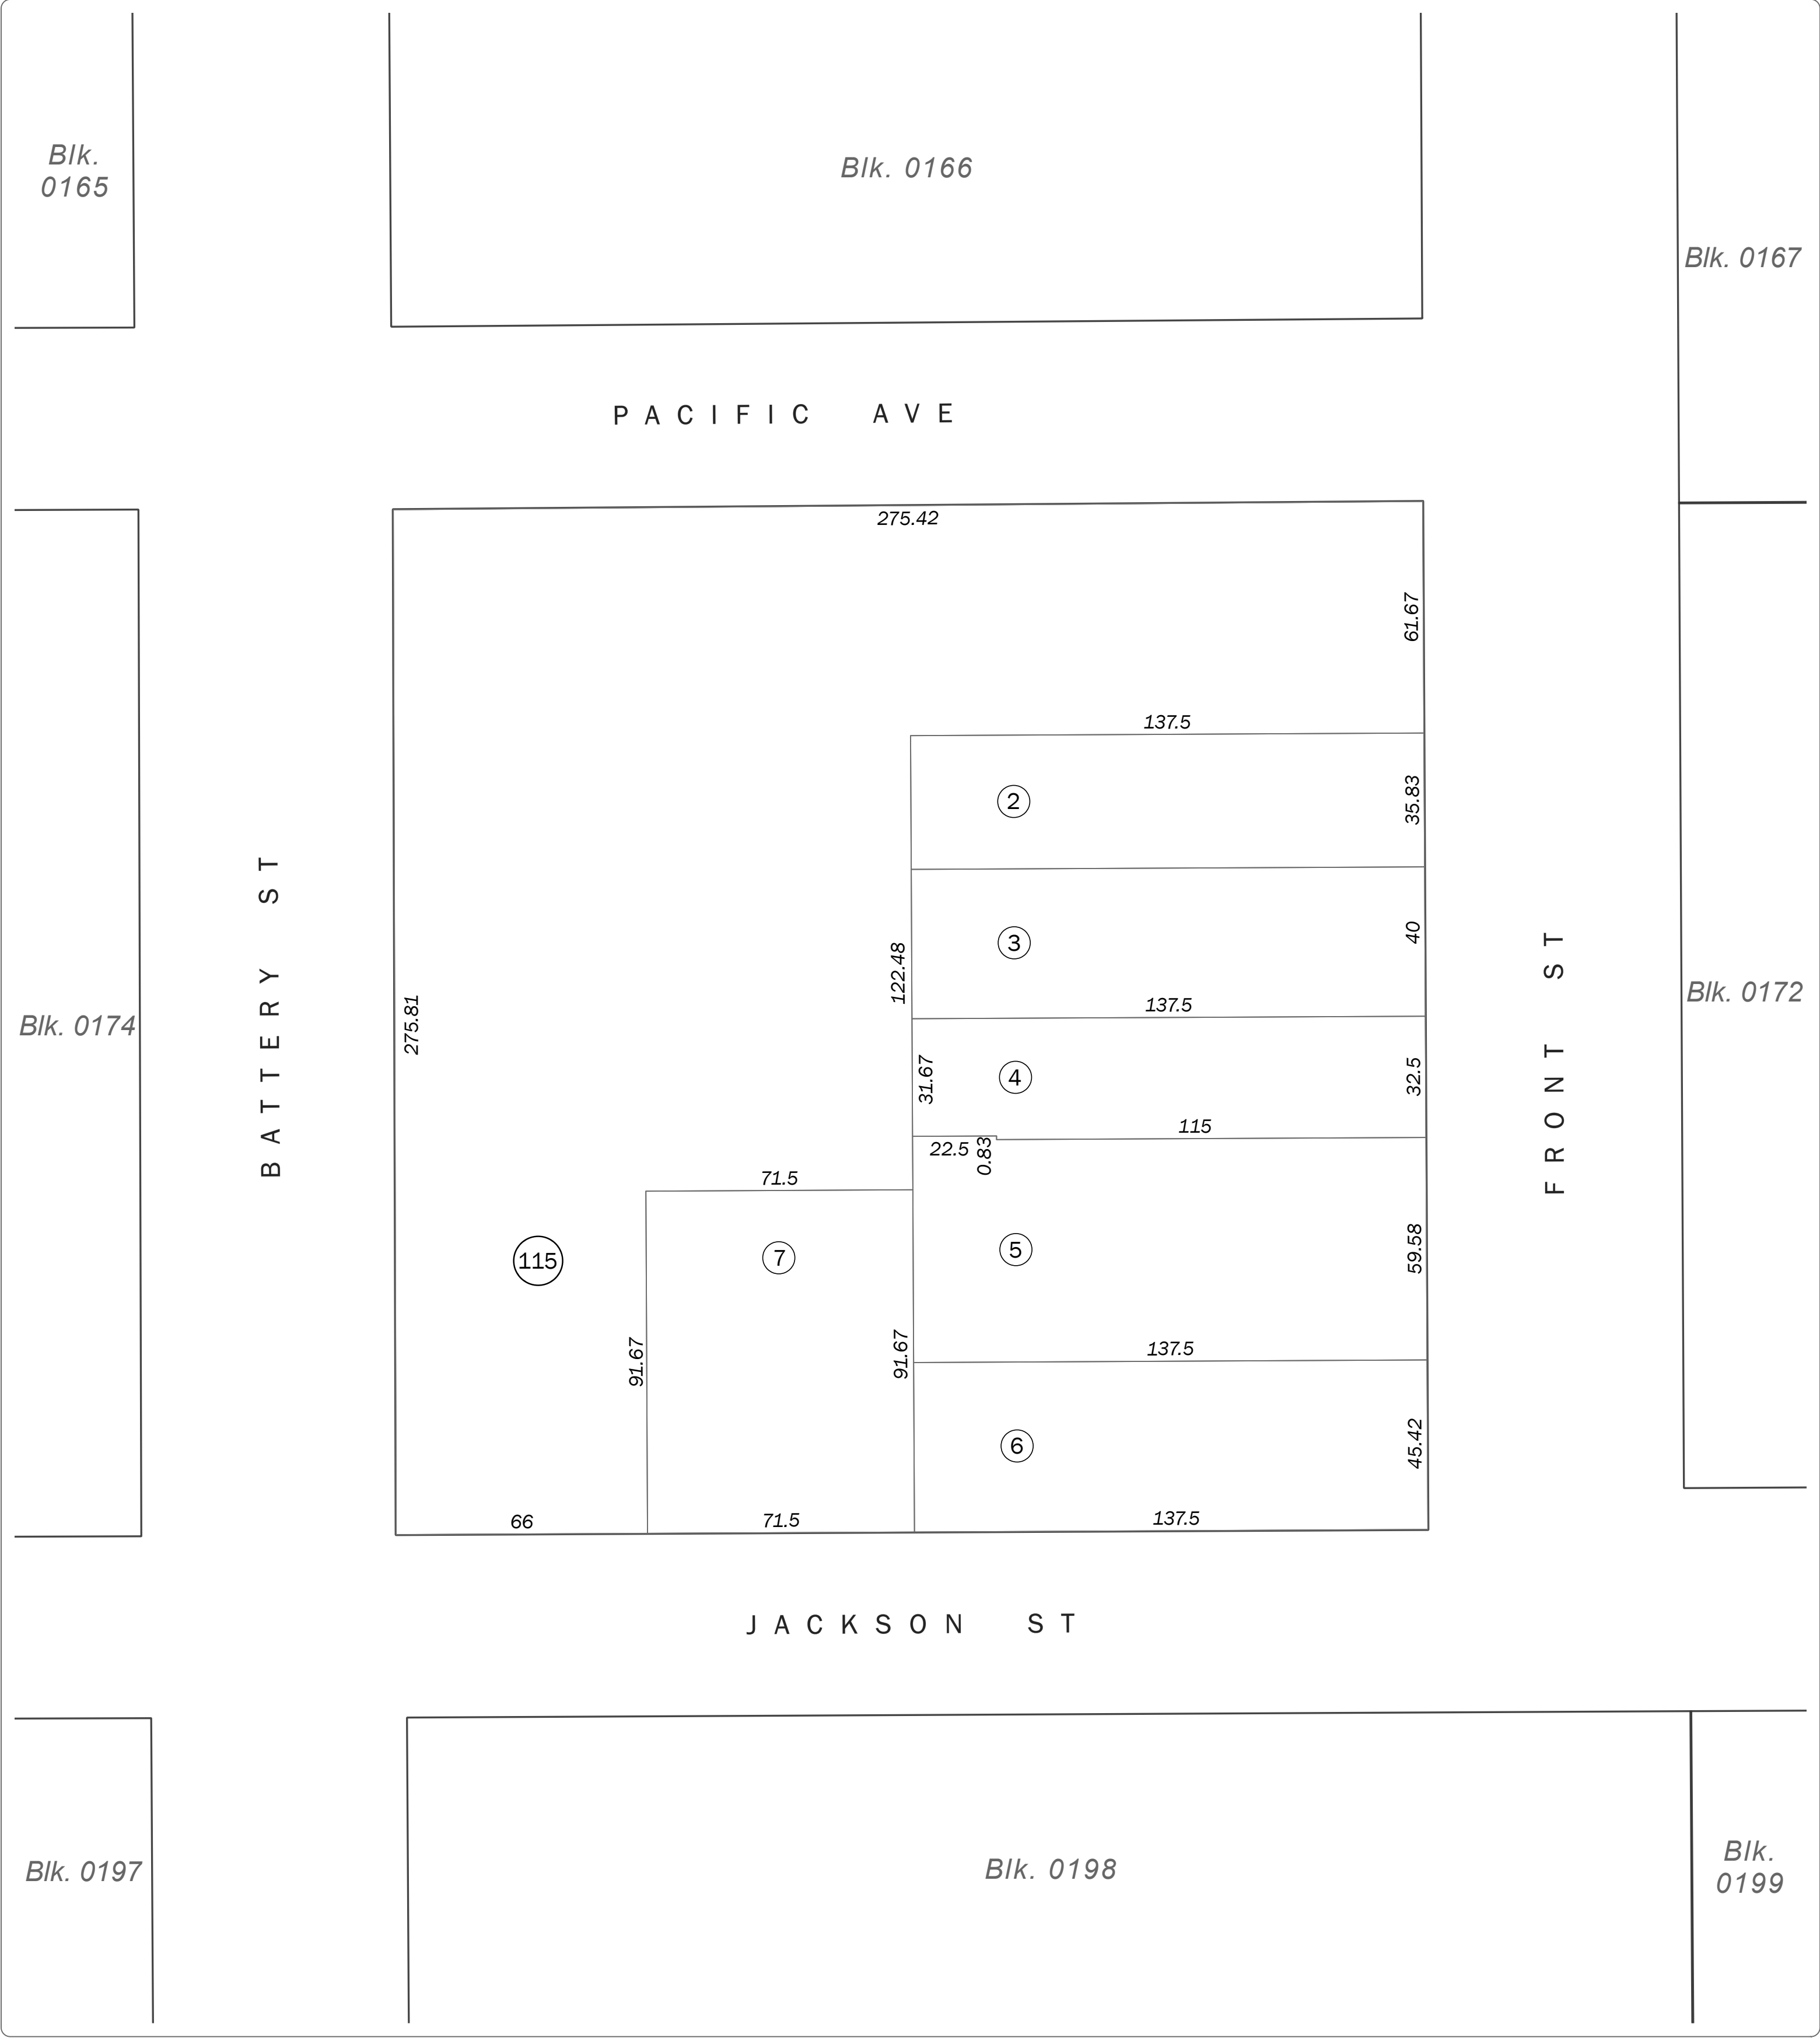 Blk.
0165
Blk. 0166
Blk. 0167
PACIFIC AVE
275.42
61.67
137.5
2
35.83
BATTERY ST
3
40
122.48
FRONT ST
275.81
137.5
Blk. 0174
Blk. 0172
31.67
4
32.5
115
22.5
0.83
71.5
115
7
5
59.58
91.67
91.67
137.5
6
45.42
66
71.5
137.5
JACKSON ST
Blk. 0197
Blk. 0198
Blk.
0199